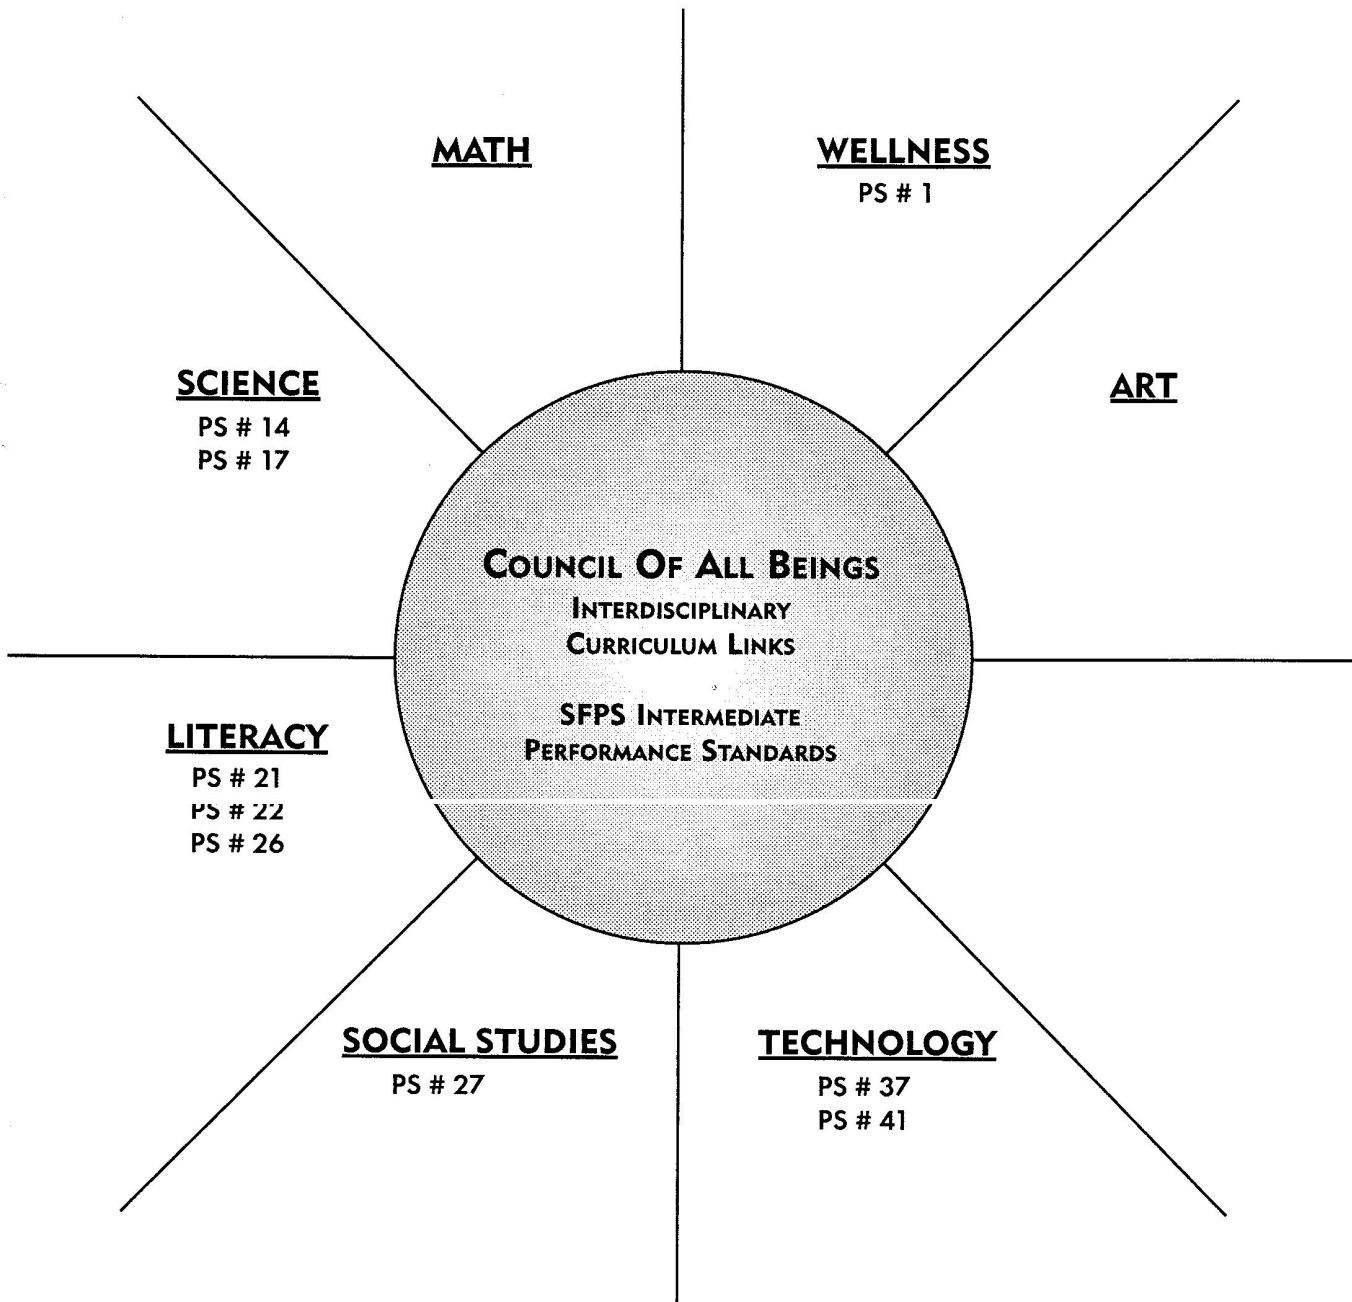 MATH
WELLNESS
PS # 1
SCIENCE
PS # 14
PS # 17
ART
COUNCIL OF ALL BEINGS
INTERDISCIPLINARY
CURRICULUM LINKS
SFPS INTERMEDIATE
PERFORMANCE STANDARDS
LITERACY
PS # 21
PS # 22
PS # 26
SOCIAL STUDIES
PS # 27
TECHNOLOGY
PS # 37
PS # 41